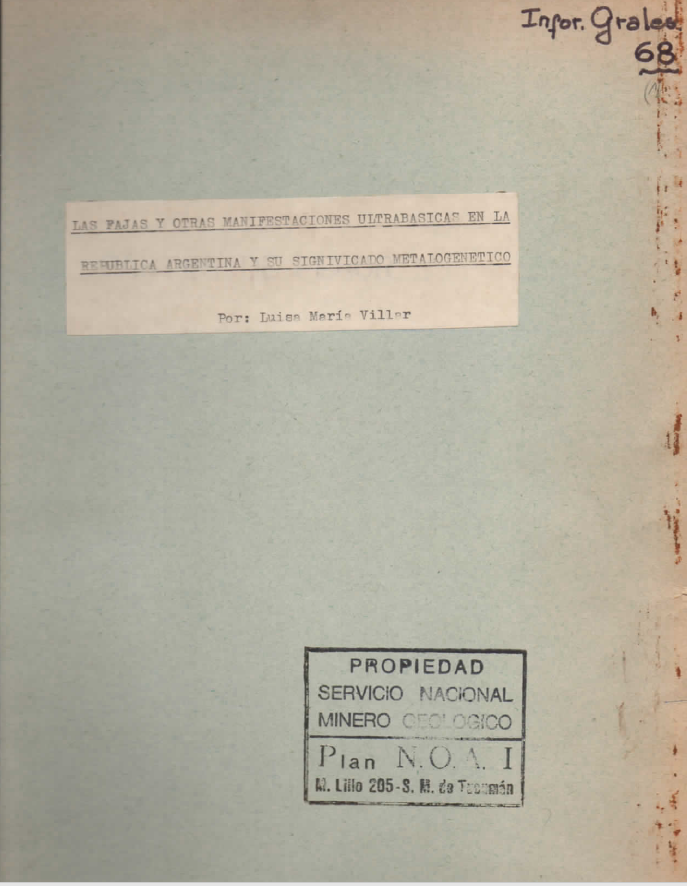 Infor. Grales
68
LAS FAJAS Y OTRAS MANIFESTACIONES ULTRABASICAS EN LA
REPUBLICA ARGENTINA Y SU SIGNIVICADO METALOGENETICO
Por: Luisa María Villar
PROPIEDAD
SERVICIO NACIONAL
MINERO GEOLOGICO
Plan N.O.A. I
M. Lillo 205-S. M. de Tucumán